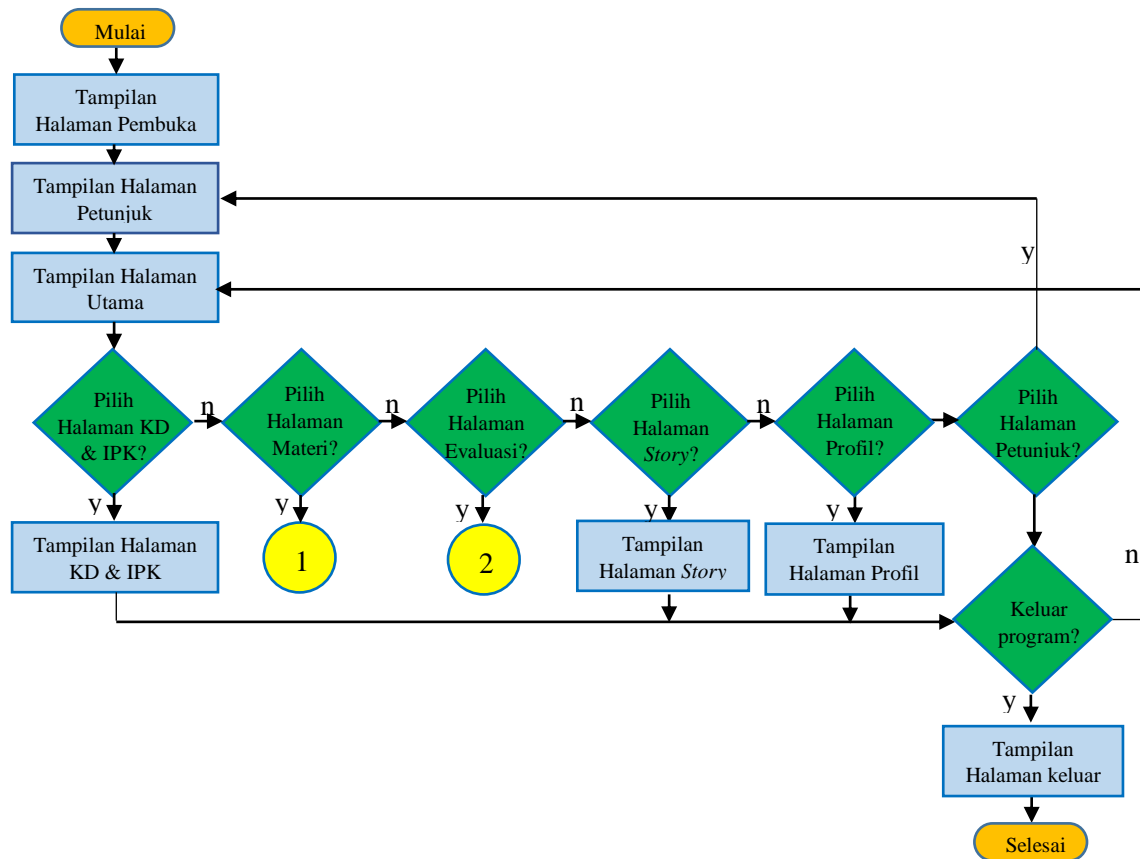 Mulai
Tampilan
Halaman Pembuka
Tampilan Halaman
Petunjuk
y
Tampilan Halaman
Utama
Pilih
Halaman KD
& IPK?
n
Pilih
Halaman
Materi?
n
Pilih
Halaman
Evaluasi?
n
Pilih
Halaman
Story?
n
Pilih
Halaman
Profil?
Pilih
Halaman
Petunjuk?
y
y
y
y
y
Tampilan Halaman
KD & IPK
1
2
Tampilan
Halaman Story
Tampilan
Halaman Profil
n
Keluar
program?
y
Tampilan
Halaman keluar
Selesai